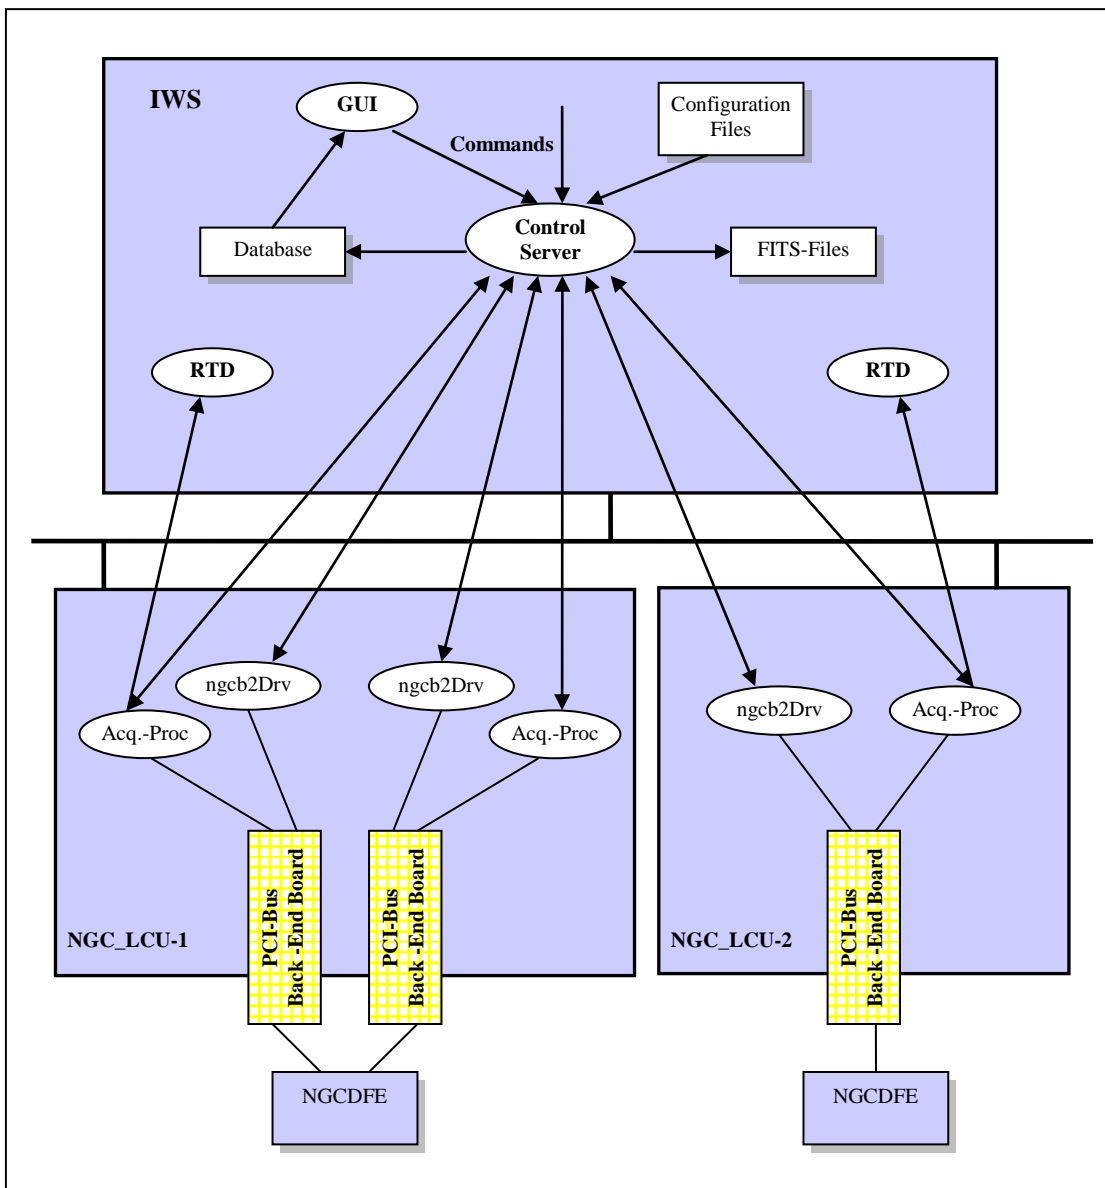 IWS
GUI
Commands
Configuration
Files
Database
Control
Server
FITS-Files
RTD
RTD
ngcb2Drv
ngcb2Drv
Acq.-Proc
Acq.-Proc
ngcb2Drv
Acq.-Proc
PCI-Bus
Back -End Board
PCI-Bus
Back -End Board
PCI-Bus
Back -End Board
NGC_LCU-1
NGC_LCU-2
NGCDFE
NGCDFE